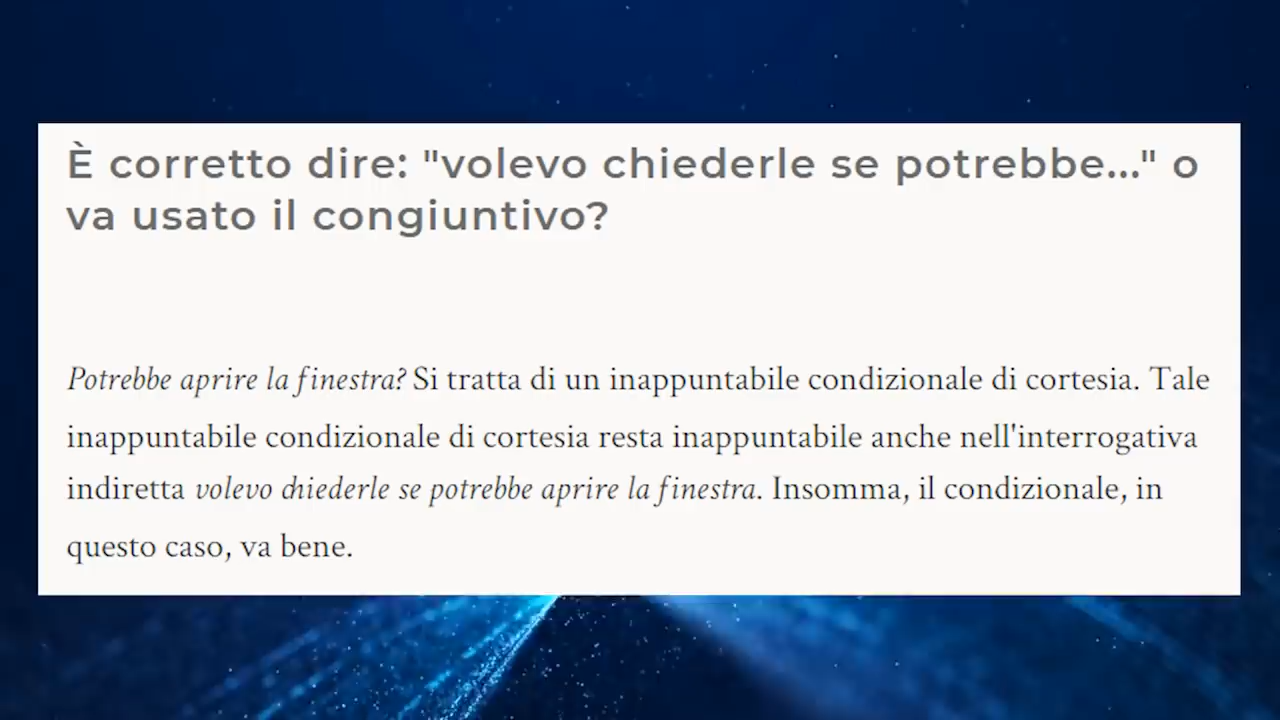 È corretto dire: "volevo chiederle se potrebbe..." o
va usato il congiuntivo?
Potrebbe aprire la finestra? Si tratta di un inappuntabile condizionale di cortesia. Tale
inappuntabile condizionale di cortesia resta inappuntabile anche nell'interrogativa
indiretta volevo chiederle se potrebbe aprire la finestra. Insomma, il condizionale, in
questo caso, va bene.